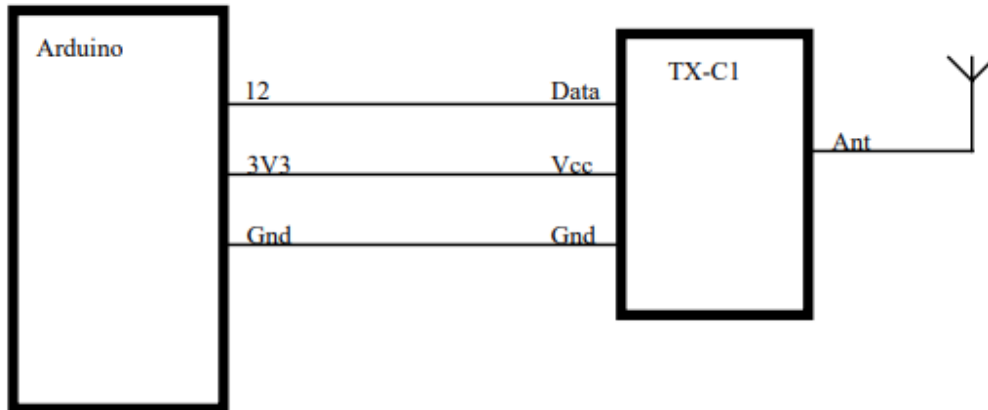 Arduino
TX-C1
12 Data
Ant
3V3 Vcc
Gnd Gnd